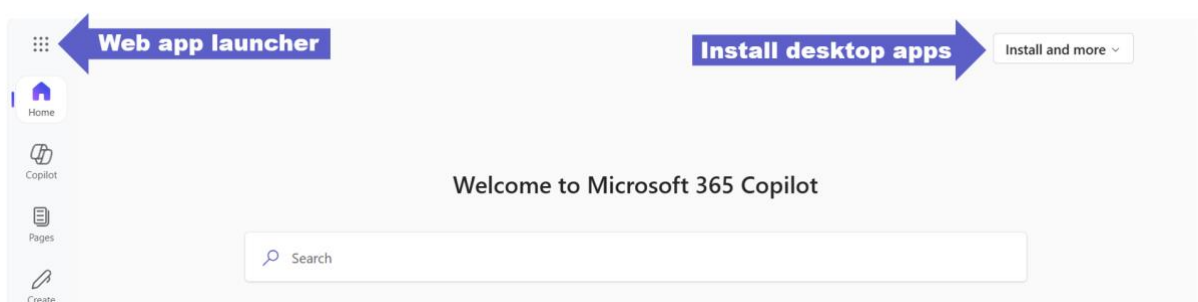 Web app launcher
Install desktop apps
Install and more
Home
Copilot
Welcome to Microsoft 365 Copilot
Pages
Search
Create